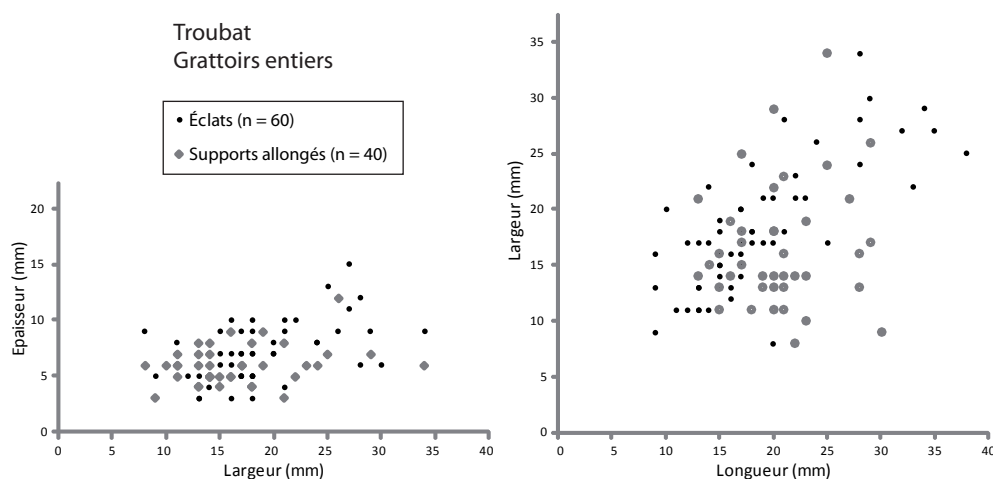 Troubat
Grattoirs entiers
Éclats (n = 60)
Supports allongés (n = 40)
20
15
10
5
0
Epaisseur (mm)
0 5 10 15 20 25 30 35 40
Largeur (mm)
35
30
25
20
15
10
5
0
Largeur (mm)
0 5 10 15 20 25 30 35 40
Longueur (mm)